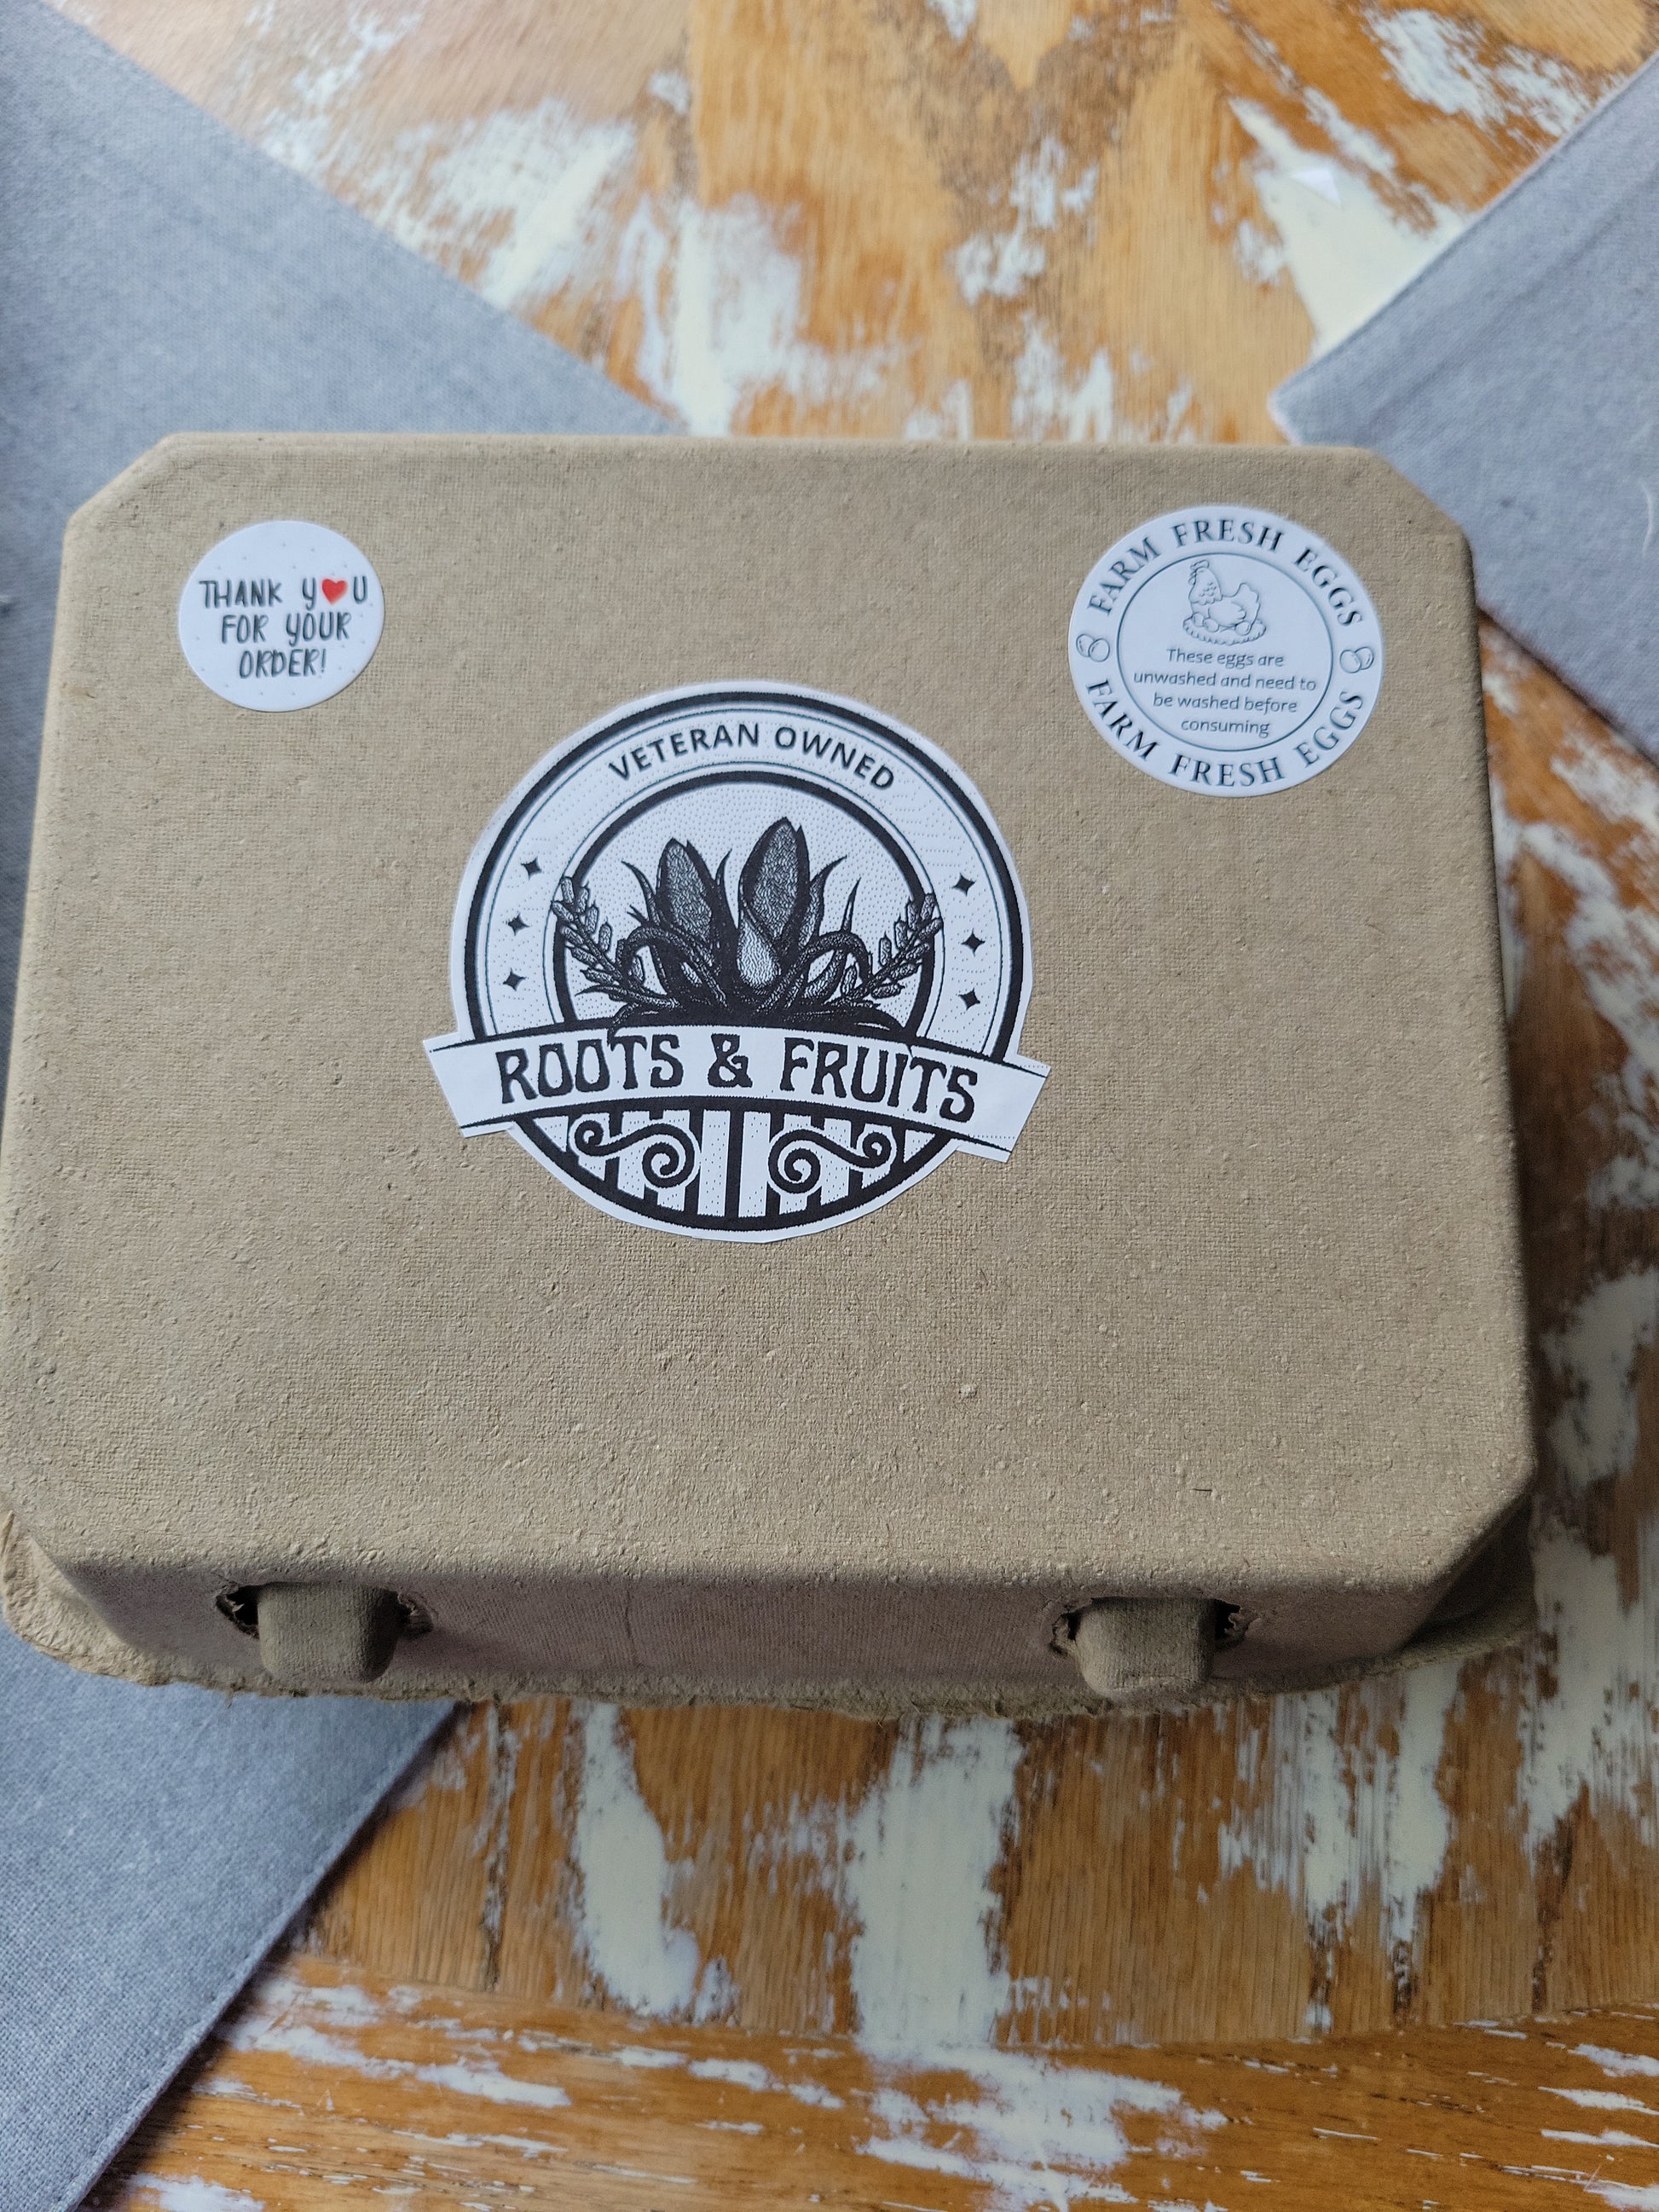 THANK Y❤U
FOR YOUR
ORDER!
FARM FRESH EGGS
These eggs are
unwashed and need to
be washed before
consuming
FARM FRESH EGGS
VETERAN OWNED
ROOTS & FRUITS